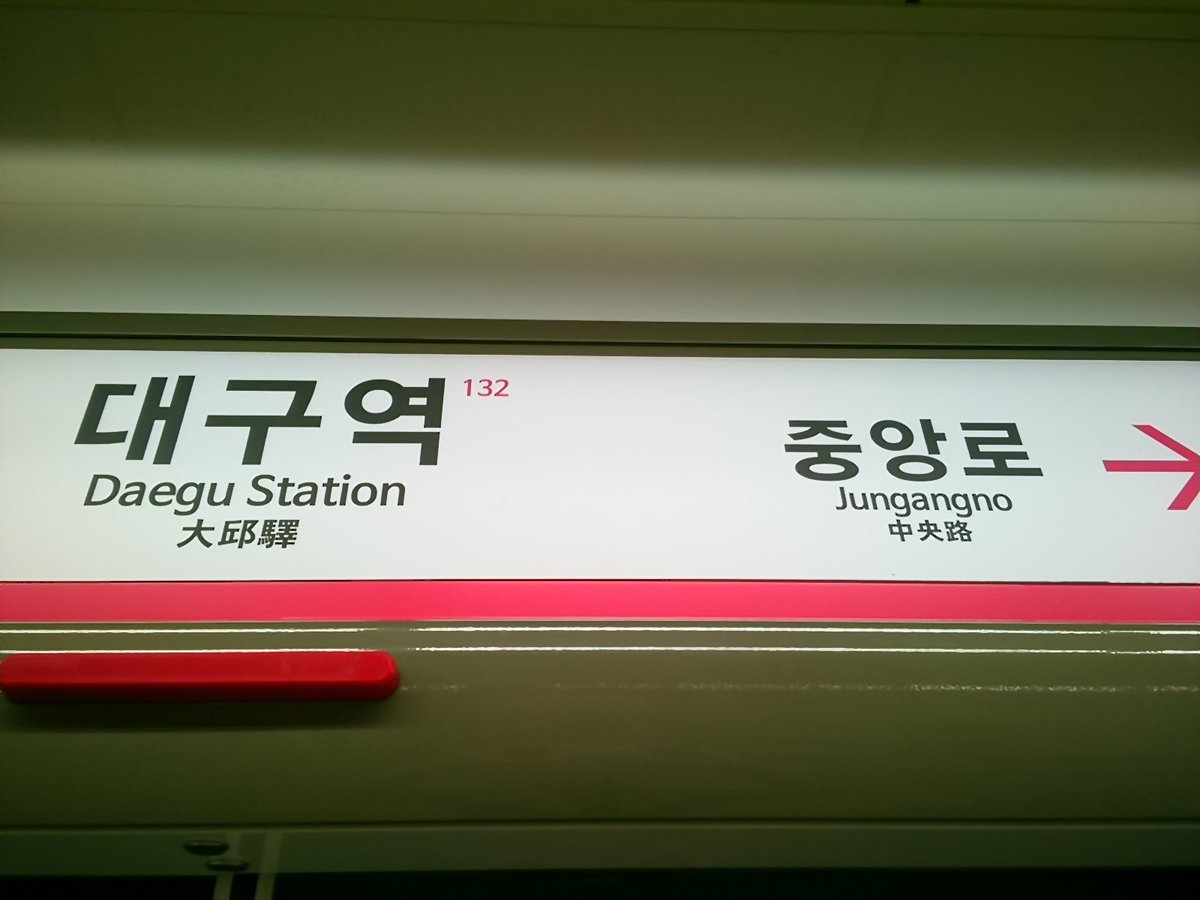 대구역 132
Daegu Station
大邱驛
중앙로
Jungangno
中央路